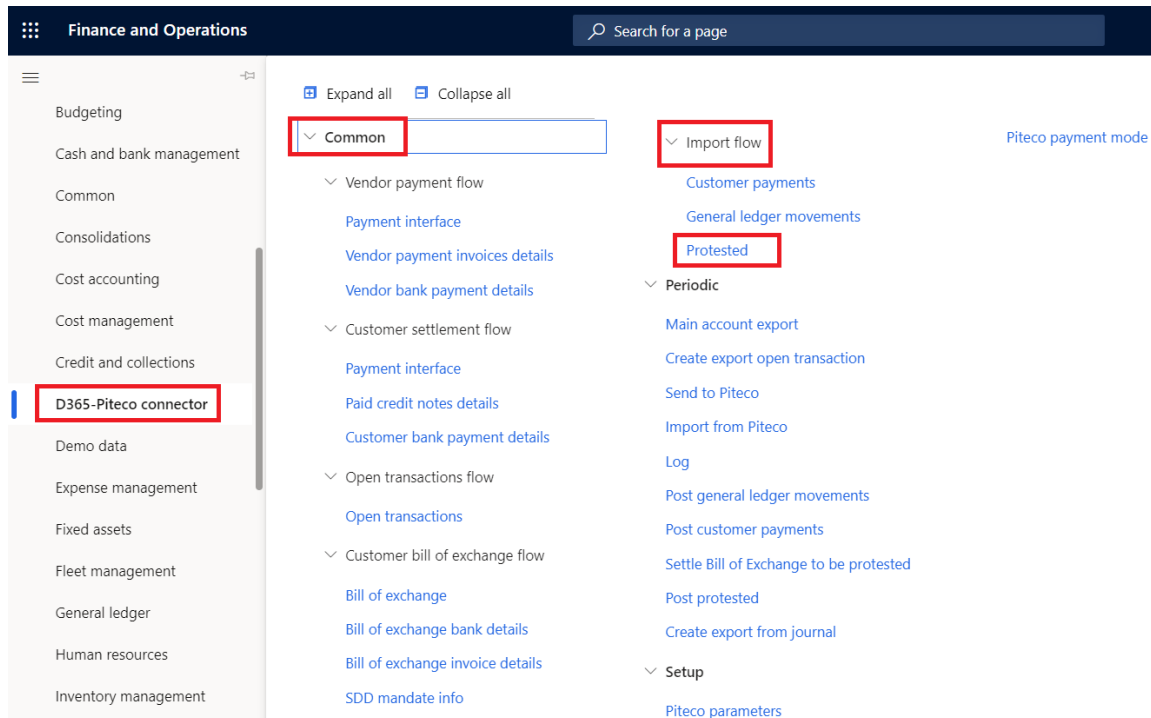 Finance and Operations
Search for a page
Budgeting
Cash and bank management
Common
Consolidations
Cost accounting
Cost management
Credit and collections
D365-Piteco connector
Demo data
Expense management
Fixed assets
Fleet management
General ledger
Human resources
Inventory management
Expand all
Collapse all
Common
Vendor payment flow
Payment interface
Vendor payment invoices details
Vendor bank payment details
Customer settlement flow
Payment interface
Paid credit notes details
Customer bank payment details
Open transactions flow
Open transactions
Customer bill of exchange flow
Bill of exchange
Bill of exchange bank details
Bill of exchange invoice details
SDD mandate info
Import flow
Customer payments
General ledger movements
Protested
Periodic
Main account export
Create export open transaction
Send to Piteco
Import from Piteco
Log
Post general ledger movements
Post customer payments
Settle Bill of Exchange to be protested
Post protested
Create export from journal
Setup
Piteco parameters
Piteco payment mode